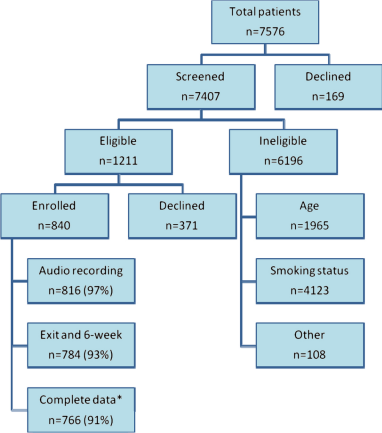 Total patients
n=7576
Screened
n=7407
Declined
n=169
Eligible
n=1211
Ineligible
n=6196
Enrolled
n=840
Declined
n=371
Age
n=1965
Audio recording
n=816 (97%)
Smoking status
n=4123
Exit and 6-week
n=784 (93%)
Other
n=108
Complete data*
n=766 (91%)